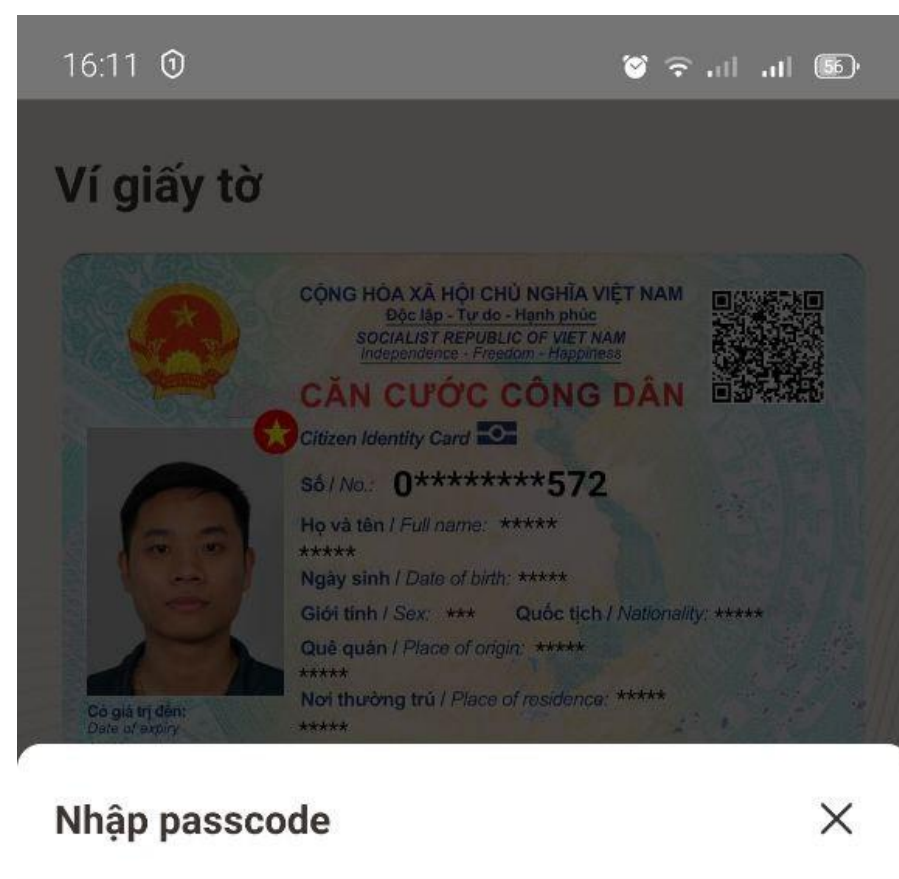 16:11
56
Ví giấy tờ
CỘNG HÒA XÃ HỘI CHỦ NGHĨA VIỆT NAM
Độc lập - Tự do - Hạnh phúc
SOCIALIST REPUBLIC OF VIET NAM
Independence - Freedom - Happiness
CĂN CƯỚC CÔNG DÂN
Citizen Identity Card
Số / No.: 0********572
Họ và tên / Full name: *****
*****
Ngày sinh / Date of birth: *****
Giới tính / Sex: *** Quốc tịch / Nationality: *****
Quê quán / Place of origin: *****
*****
Nơi thường trú / Place of residence: *****
*****
Có giá trị đến:
Date of expiry
Nhập passcode